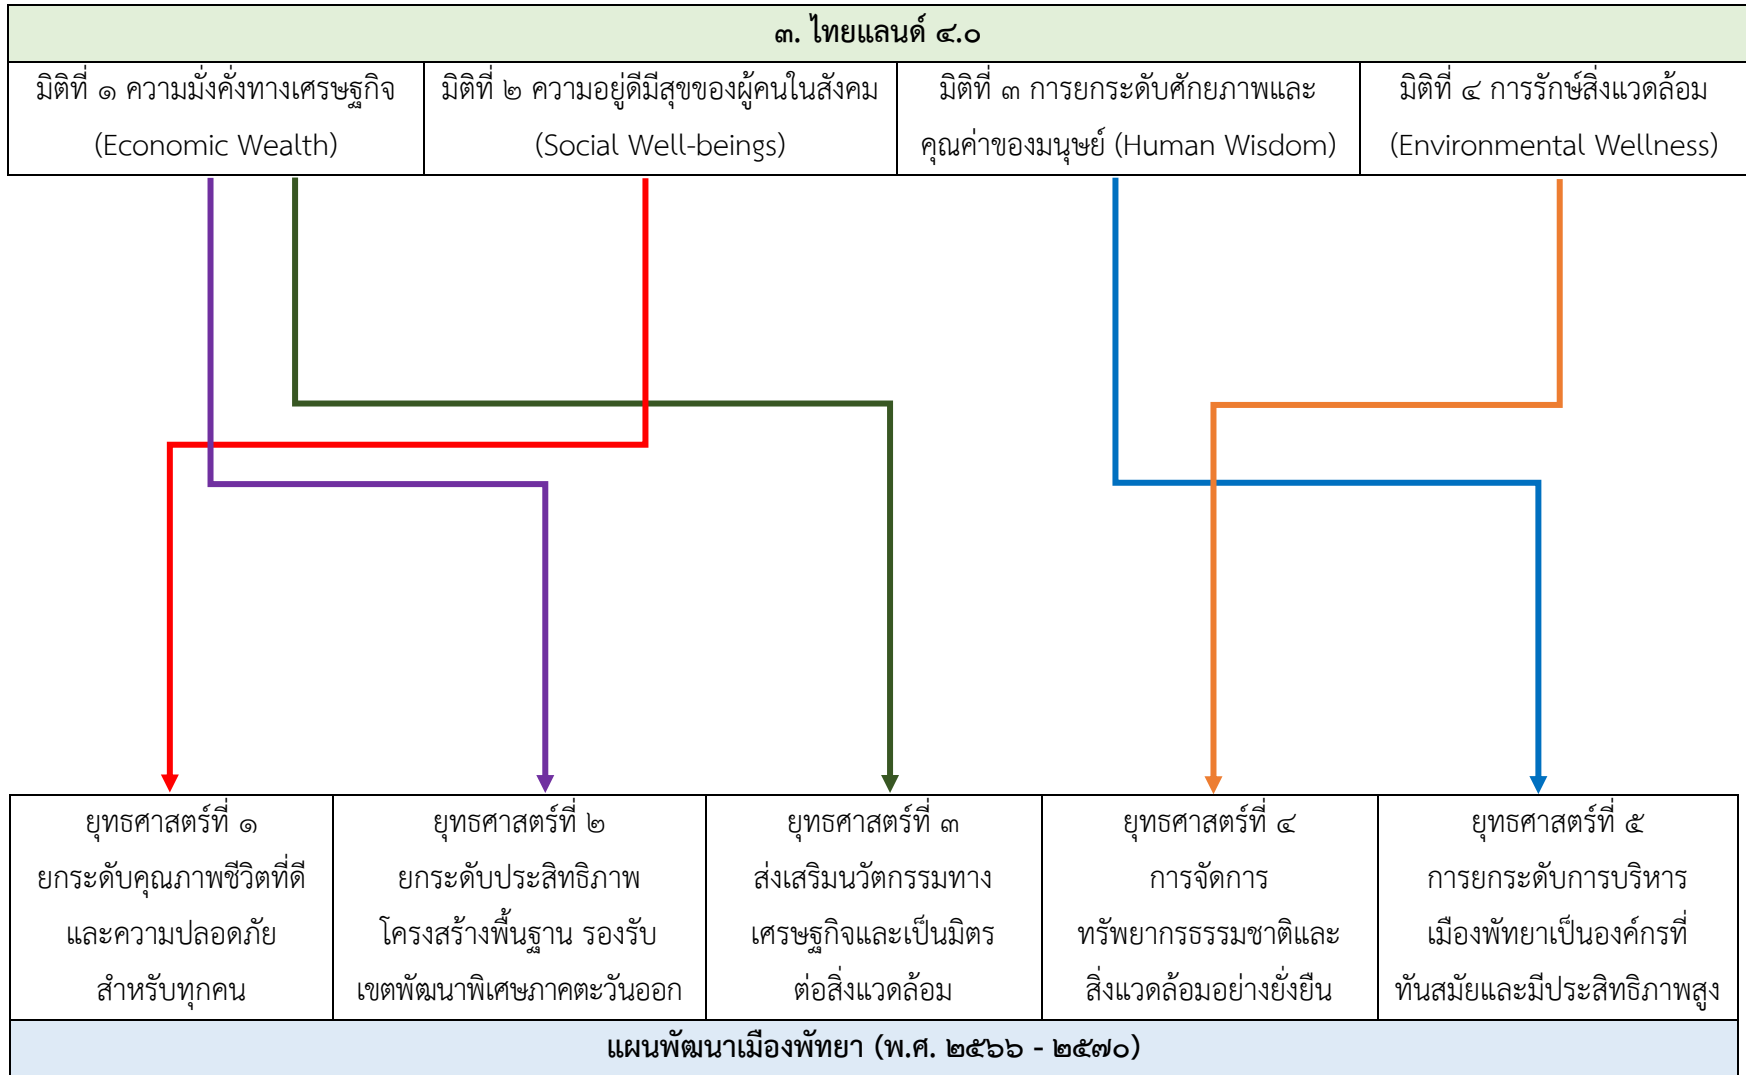 ๓. ไทยแลนด์ ๔.๐
มิติที่ ๑ ความมั่งคั่งทางเศรษฐกิจ
(Economic Wealth)
มิติที่ ๒ ความอยู่ดีมีสุขของผู้คนในสังคม
(Social Well-beings)
มิติที่ ๓ การยกระดับศักยภาพและ
คุณค่าของมนุษย์ (Human Wisdom)
มิติที่ ๔ การรักษ์สิ่งแวดล้อม
(Environmental Wellness)
ยุทธศาสตร์ที่ ๑
ยกระดับคุณภาพชีวิตที่ดี
และความปลอดภัย
สำหรับทุกคน
ยุทธศาสตร์ที่ ๒
ยกระดับประสิทธิภาพ
โครงสร้างพื้นฐาน รองรับ
เขตพัฒนาพิเศษภาคตะวันออก
ยุทธศาสตร์ที่ ๓
ส่งเสริมนวัตกรรมทาง
เศรษฐกิจและเป็นมิตร
ต่อสิ่งแวดล้อม
ยุทธศาสตร์ที่ ๔
การจัดการ
ทรัพยากรธรรมชาติและ
สิ่งแวดล้อมอย่างยั่งยืน
ยุทธศาสตร์ที่ ๕
การยกระดับการบริหาร
เมืองพัทยาเป็นองค์กรที่
ทันสมัยและมีประสิทธิภาพสูง
แผนพัฒนาเมืองพัทยา (พ.ศ. ๒๕๖๖ - ๒๕๗๐)